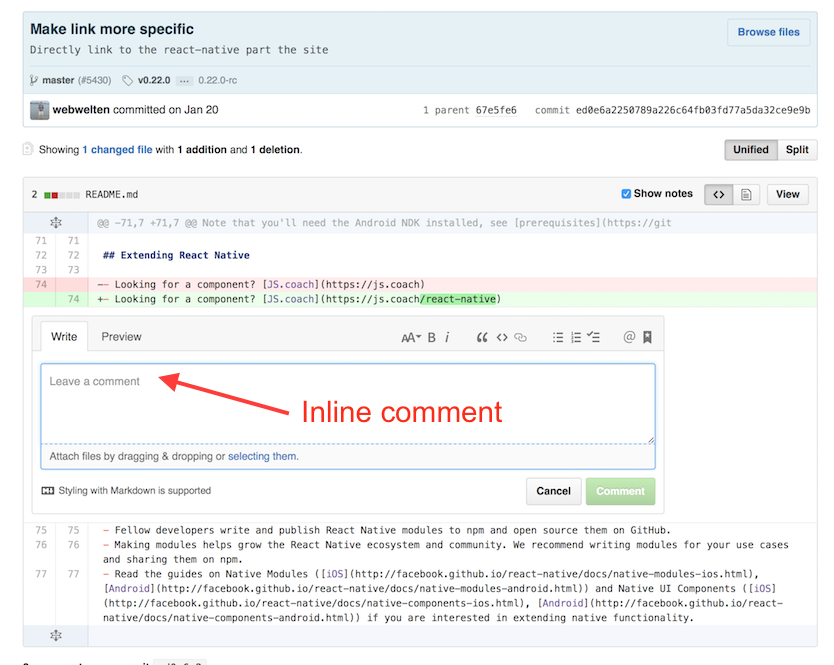 Make link more specific
Browse files
Directly link to the react-native part the site
master (#5430) v0.22.0 ... 0.22.0-rc
webwelten committed on Jan 20 1 parent 67e5fe6 commit ed0e6a2250789a226c64fb03fd77a5da32ce9e9b
Showing 1 changed file with 1 addition and 1 deletion. Unified Split
2 README.md Show notes <> View
@@ -71,7 +71,7 @@ Note that you'll need the Android NDK installed, see [prerequisites](https://git
71 71
72 72 ## Extending React Native
73 73
74 -- Looking for a component? [JS.coach](https://js.coach)
74 +- Looking for a component? [JS.coach](https://js.coach/react-native)
Write Preview AA B i “ <> @
Leave a comment
Inline comment
Attach files by dragging & dropping or selecting them.
Styling with Markdown is supported Cancel Comment
75 75 - Fellow developers write and publish React Native modules to npm and open source them on GitHub.
76 76 - Making modules helps grow the React Native ecosystem and community. We recommend writing modules for your use cases
and sharing them on npm.
77 77 - Read the guides on Native Modules ([iOS](http://facebook.github.io/react-native/docs/native-modules-ios.html),
[Android](http://facebook.github.io/react-native/docs/native-modules-android.html)) and Native UI Components ([iOS]
(http://facebook.github.io/react-native/docs/native-components-ios.html), [Android](http://facebook.github.io/react-
native/docs/native-components-android.html)) if you are interested in extending native functionality.